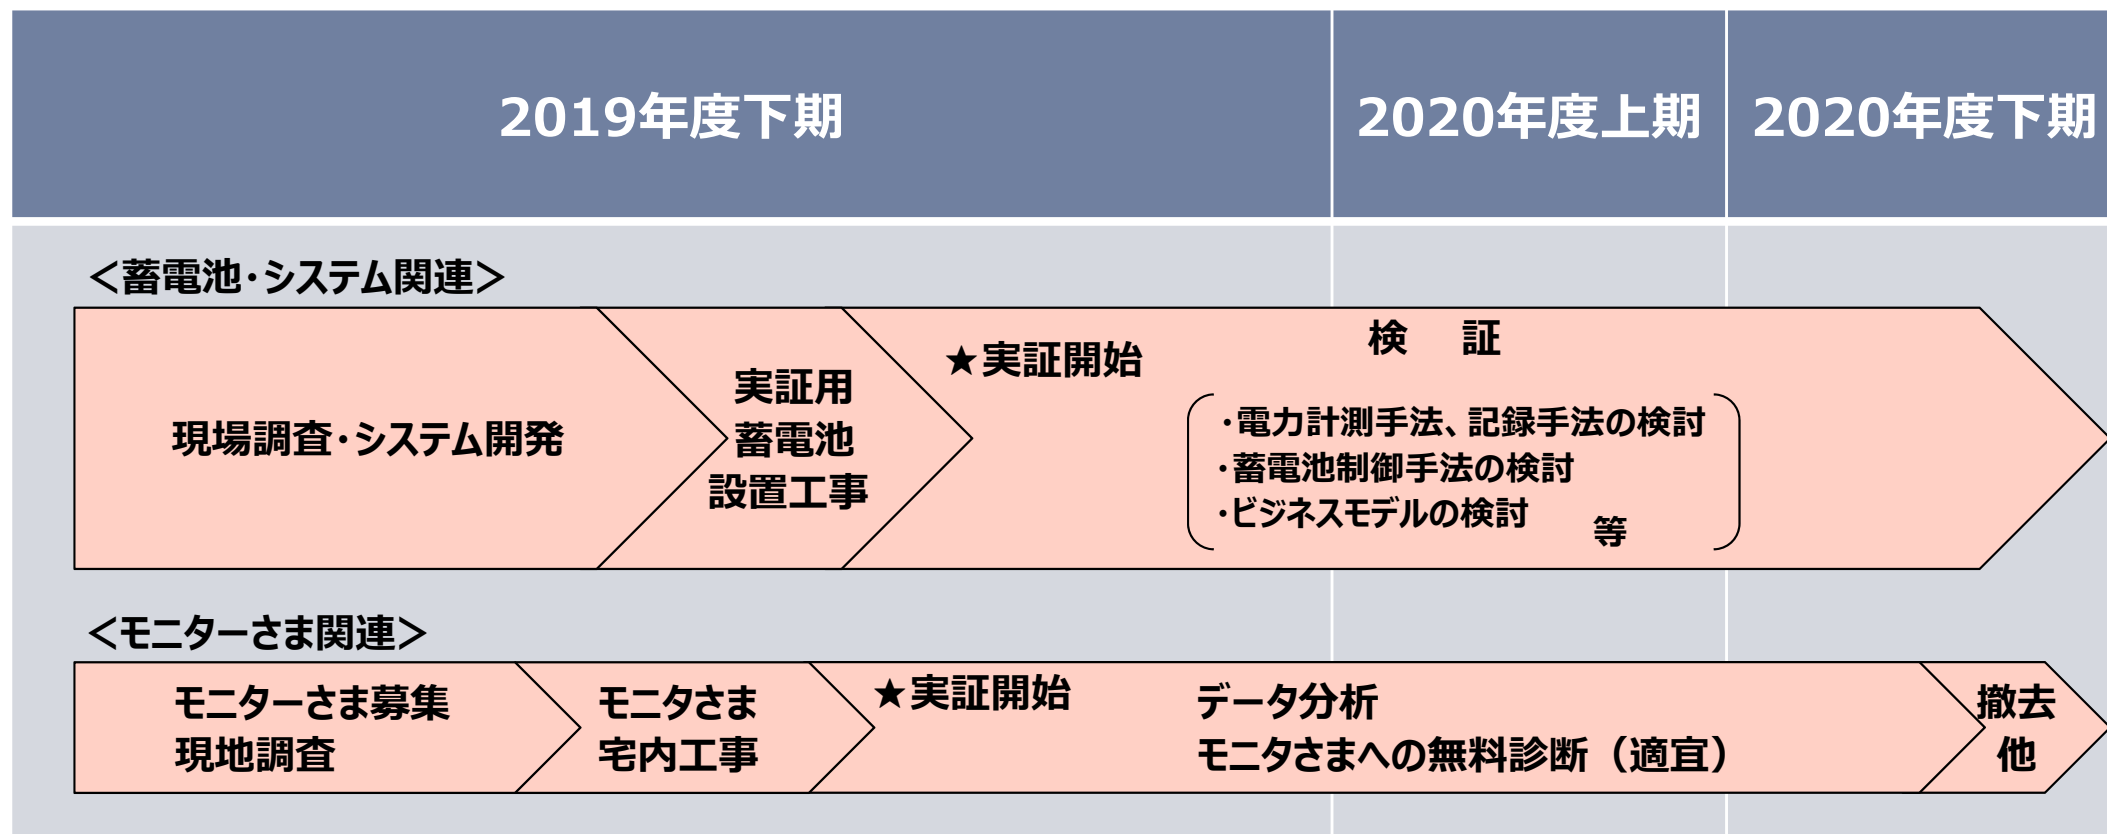 2019年度下期
2020年度上期
2020年度下期
＜蓄電池・システム関連＞
現場調査・システム開発
実証用
蓄電池
設置工事
★実証開始
検　証
・電力計測手法、記録手法の検討
・蓄電池制御手法の検討
・ビジネスモデルの検討
等
＜モニターさま関連＞
モニターさま募集
現地調査
モニタさま
宅内工事
★実証開始
データ分析
モニタさまへの無料診断（適宜）
撤去
他